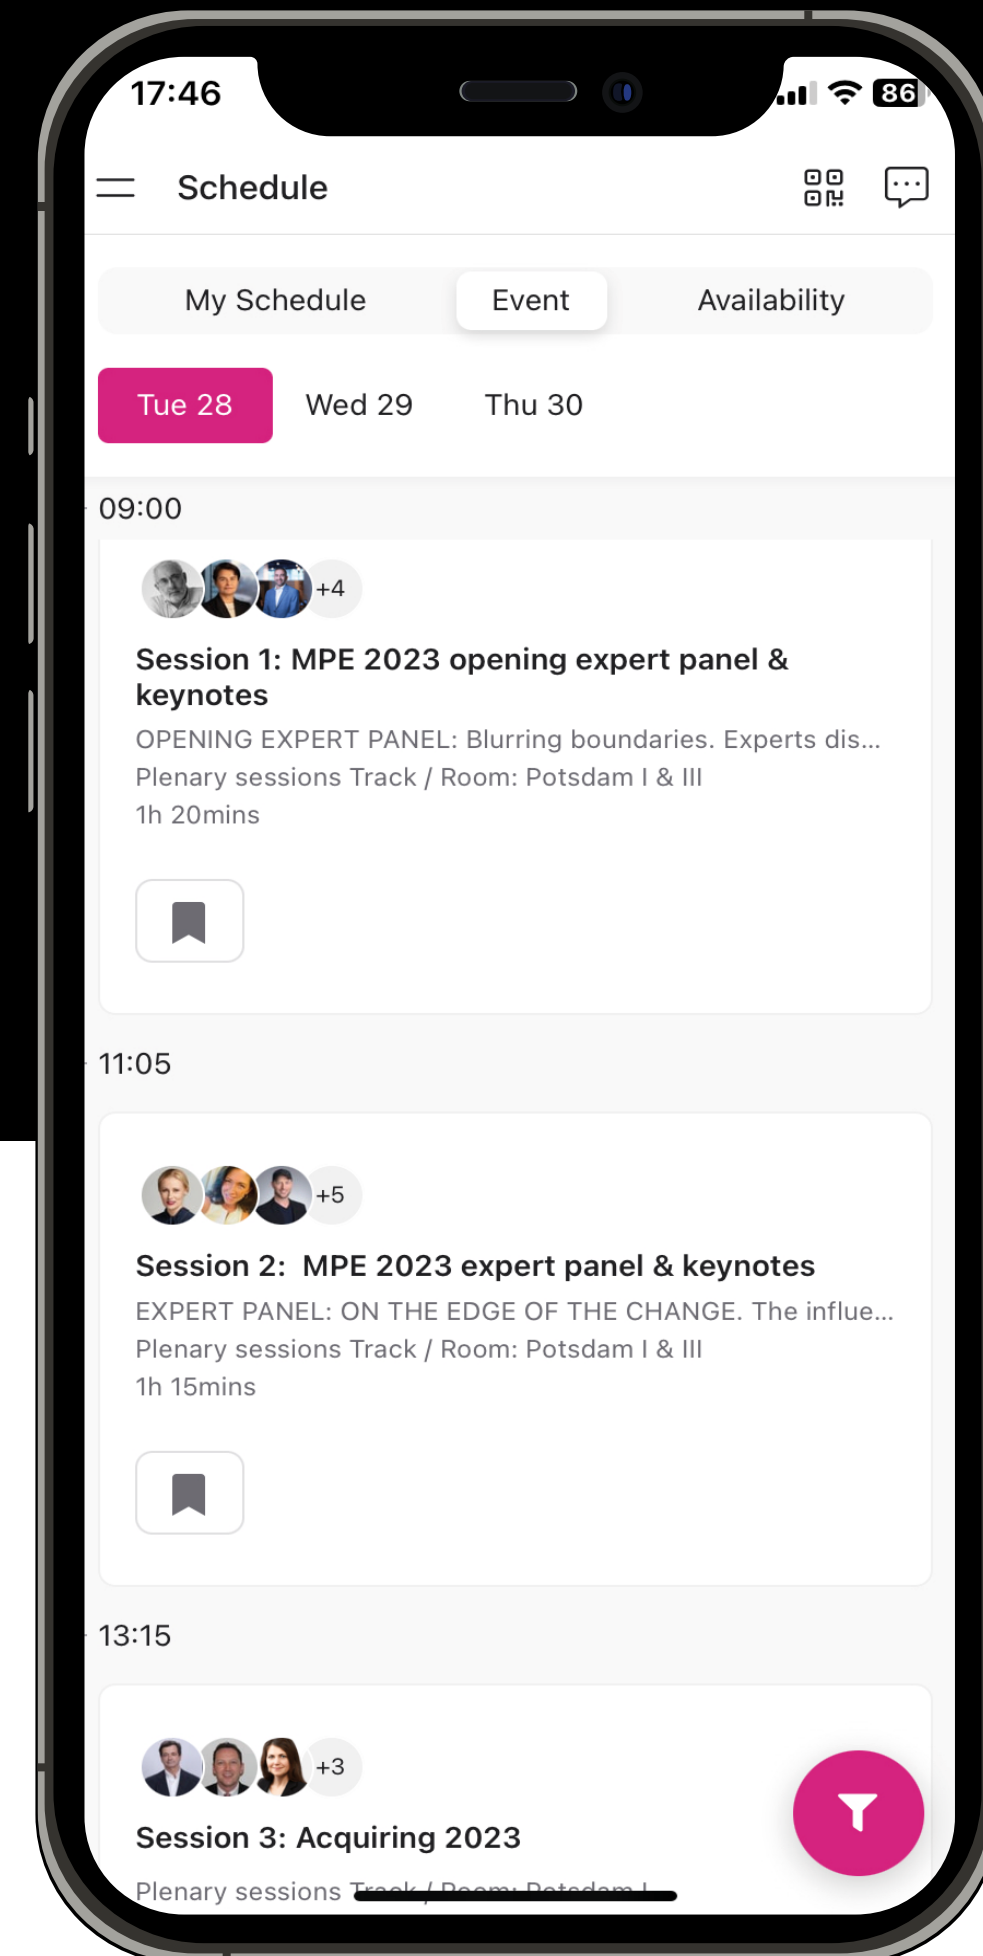 17:46
86
Schedule
My Schedule Event Availability
Tue 28 Wed 29 Thu 30
09:00
+4
Session 1: MPE 2023 opening expert panel &
keynotes
OPENING EXPERT PANEL: Blurring boundaries. Experts dis...
Plenary sessions Track / Room: Potsdam I & III
1h 20mins
11:05
+5
Session 2:  MPE 2023 expert panel & keynotes
EXPERT PANEL: ON THE EDGE OF THE CHANGE. The influe...
Plenary sessions Track / Room: Potsdam I & III
1h 15mins
13:15
+3
Session 3: Acquiring 2023
Plenary sessions Track / Room: Potsdam I